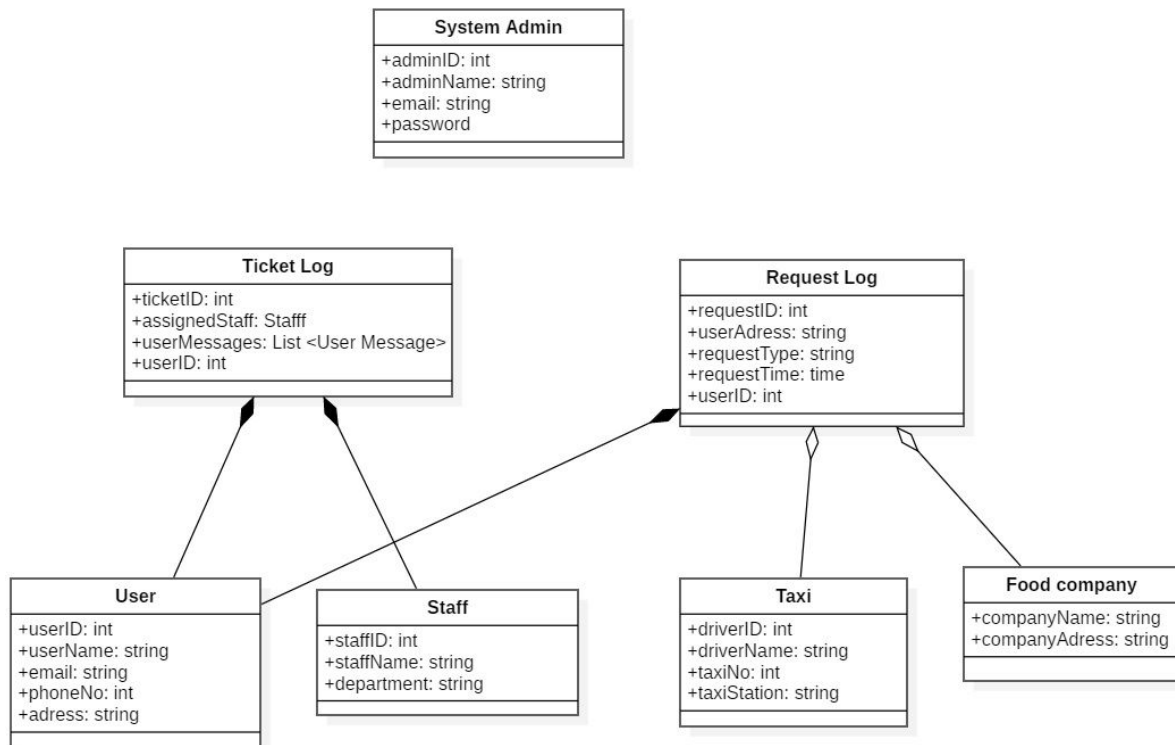 System Admin
+adminID: int
+adminName: string
+email: string
+password
Ticket Log
+ticketID: int
+assignedStaff: Stafff
+userMessages: List <User Message>
+userID: int
Request Log
+requestID: int
+userAdress: string
+requestType: string
+requestTime: time
+userID: int
User
+userID: int
+userName: string
+email: string
+phoneNo: int
+adress: string
Staff
+staffID: int
+staffName: string
+department: string
Taxi
+driverID: int
+driverName: string
+taxiNo: int
+taxiStation: string
Food company
+companyName: string
+companyAdress: string